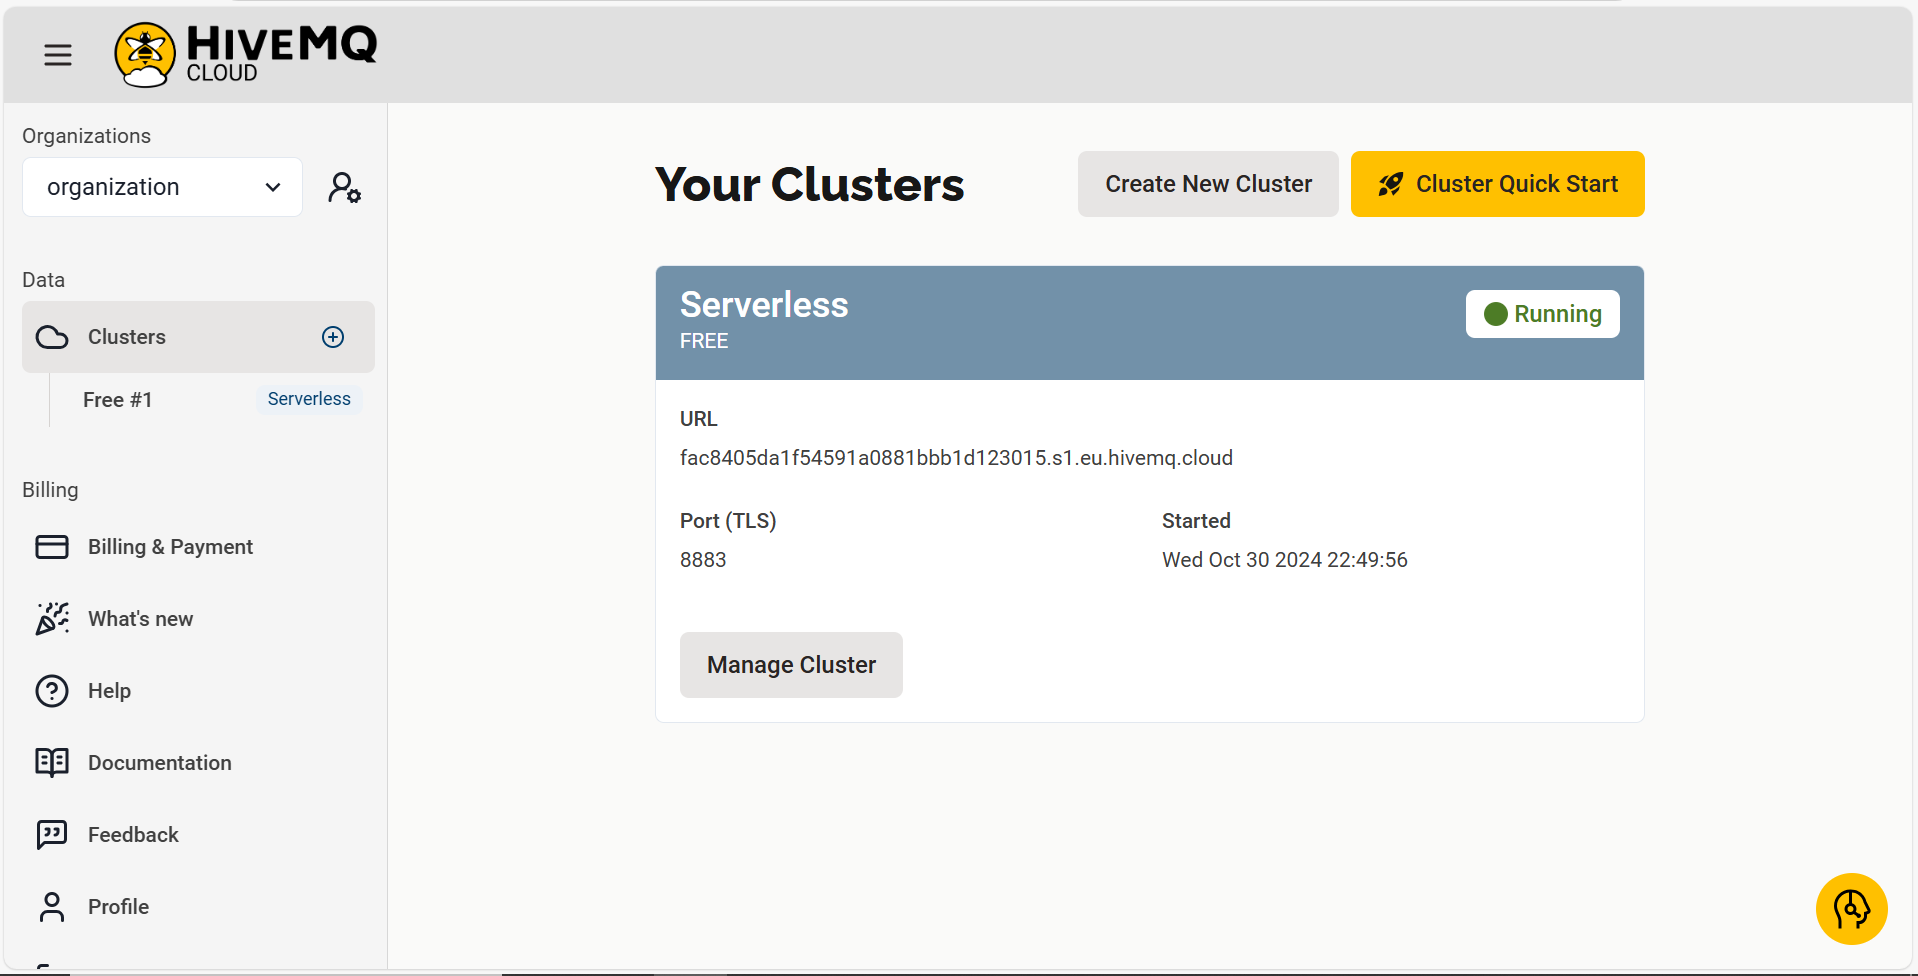 HIVEMQ
CLOUD
Organizations
organization
Data
Clusters
Free #1
Serverless
Billing
Billing & Payment
What's new
Help
Documentation
Feedback
Profile
Your Clusters
Create New Cluster
Cluster Quick Start
Serverless
FREE
Running
URL
fac8405da1f54591a0881bbb1d123015.s1.eu.hivemq.cloud
Port (TLS)
8883
Started
Wed Oct 30 2024 22:49:56
Manage Cluster